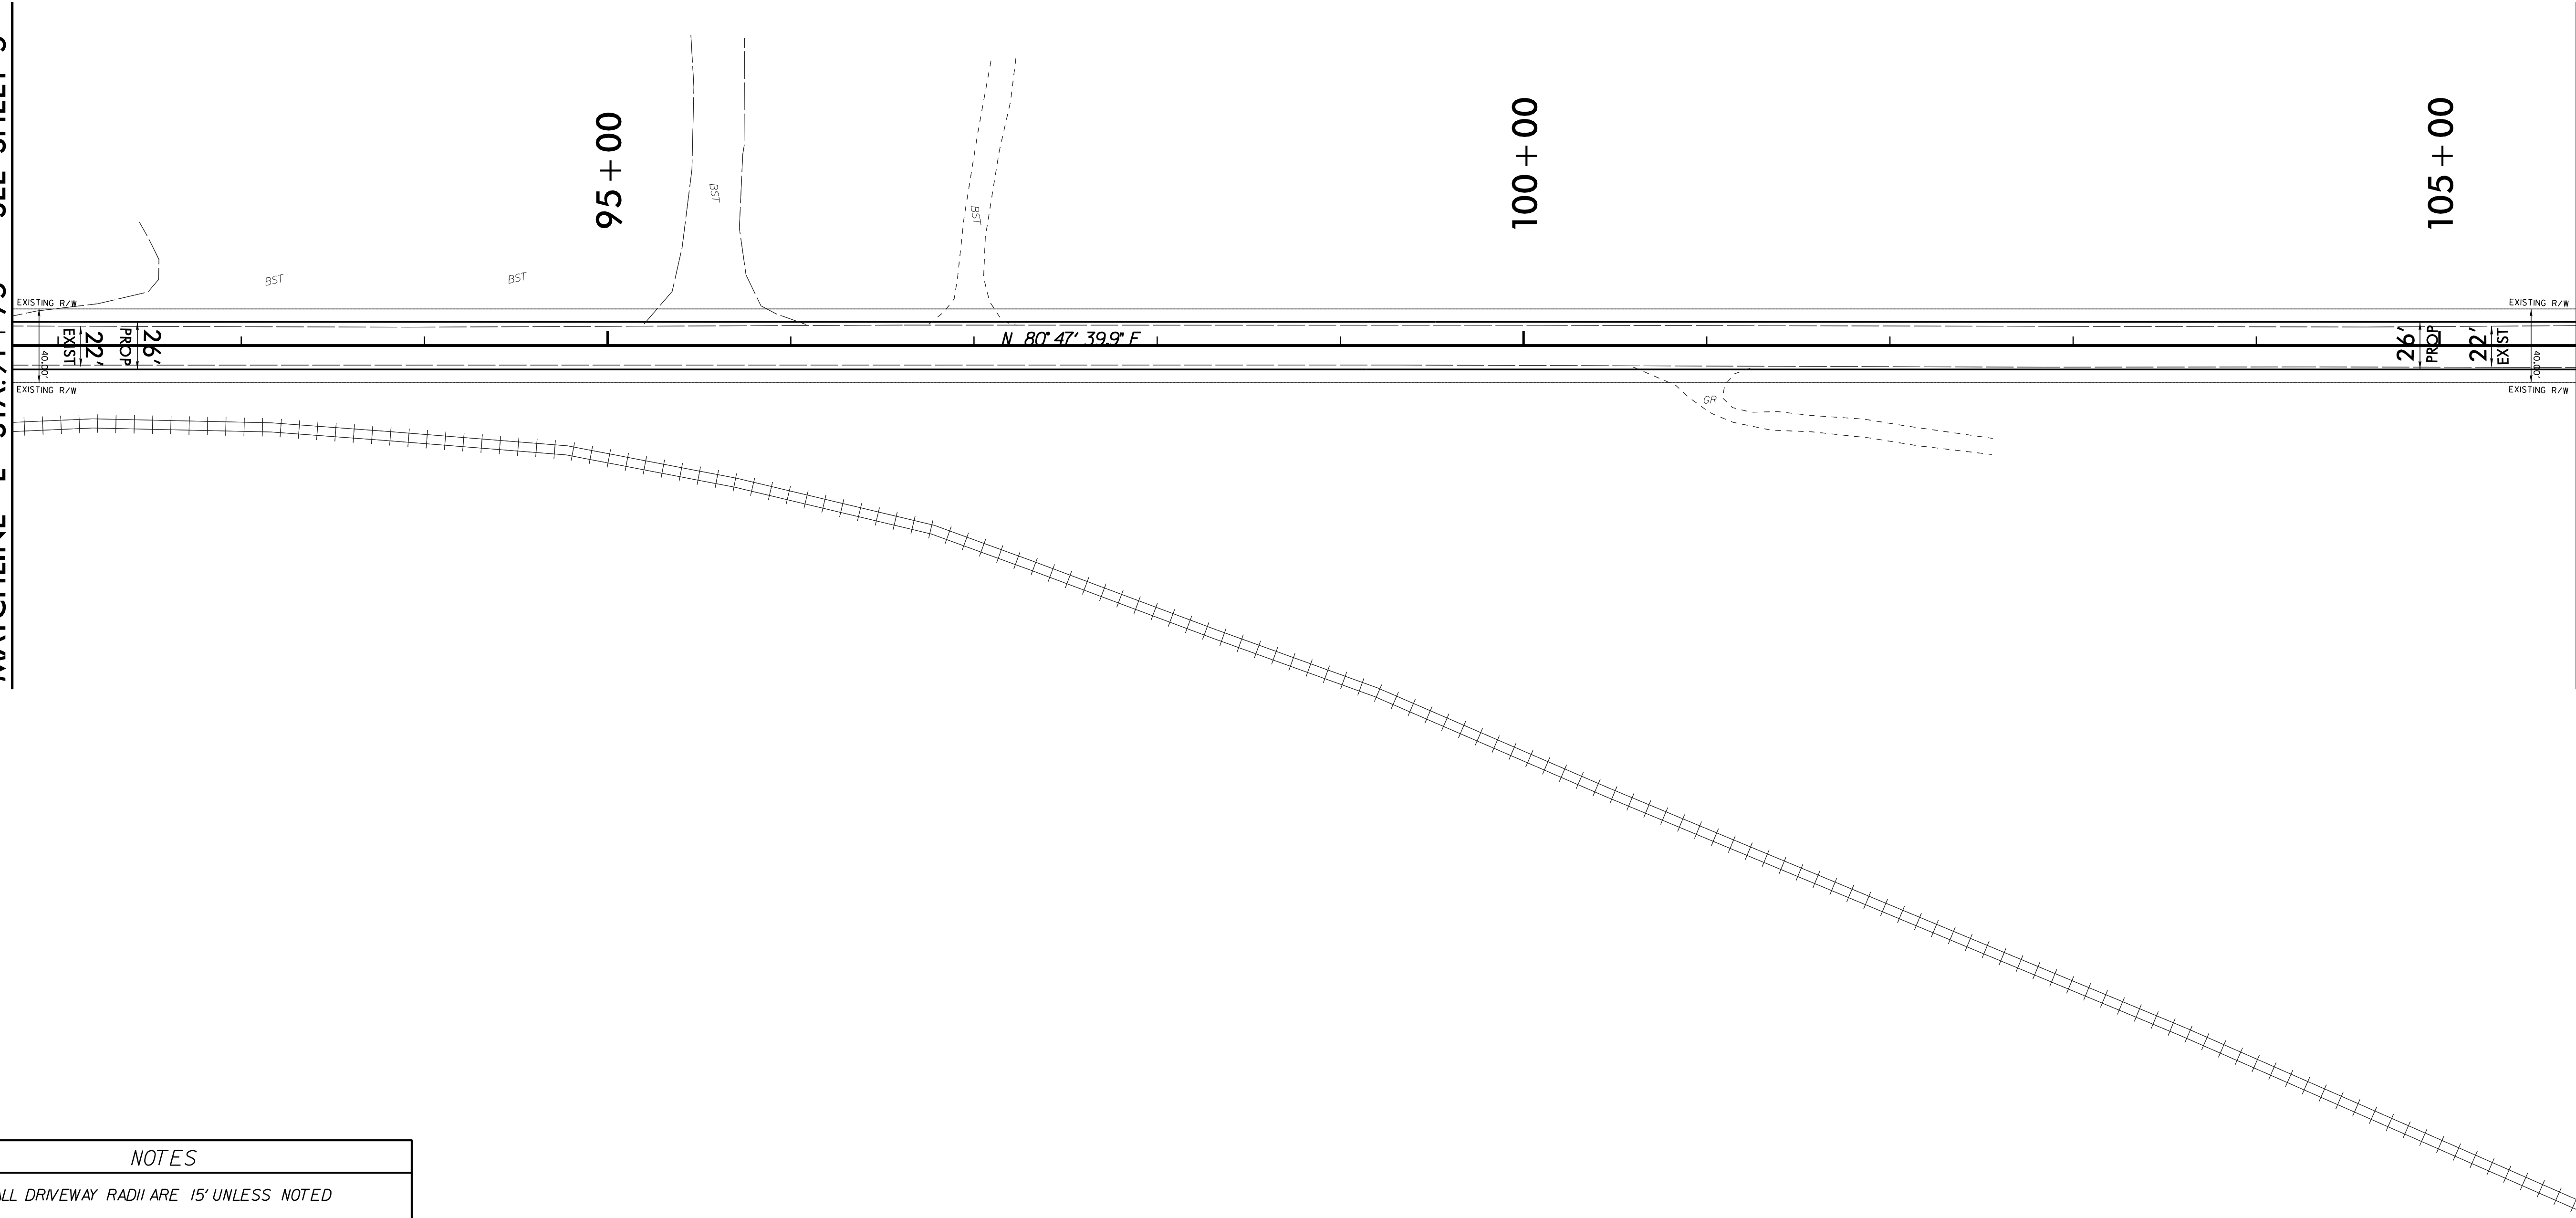 95+00
100+00
105+00
BST
BST
BST
BST
EXISTING R/W
EXISTING R/W
40.00'
EXIST
22'
PROP
26'
N 80° 47' 39.9" E
26'
PROP
22'
EXIST
40.00'
EXISTING R/W
EXISTING R/W
GR
NOTES
ALL DRIVEWAY RADII ARE 15' UNLESS NOTED